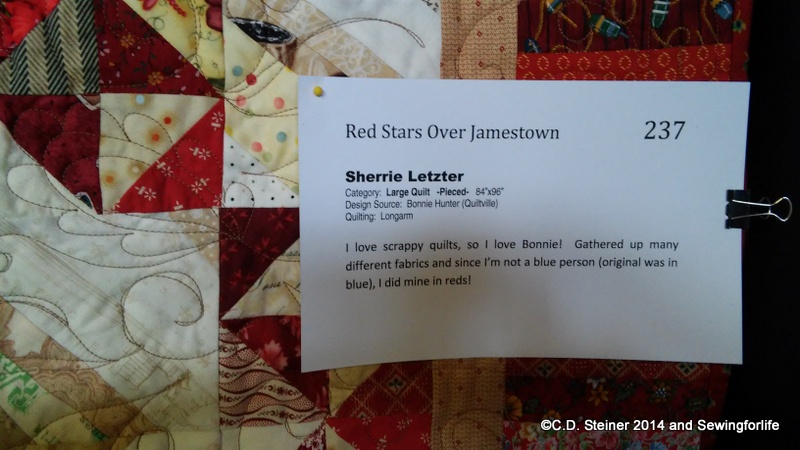 Red Stars Over Jamestown 237
Sherrie Letzter
Category: Large Quilt -Pieced- 84"x96"
Design Source: Bonnie Hunter (Quiltville)
Quilting: Longarm
I love scrappy quilts, so I love Bonnie! Gathered up many
different fabrics and since I'm not a blue person (original was in
blue), I did mine in reds!
©C.D. Steiner 2014 and Sewingforlife